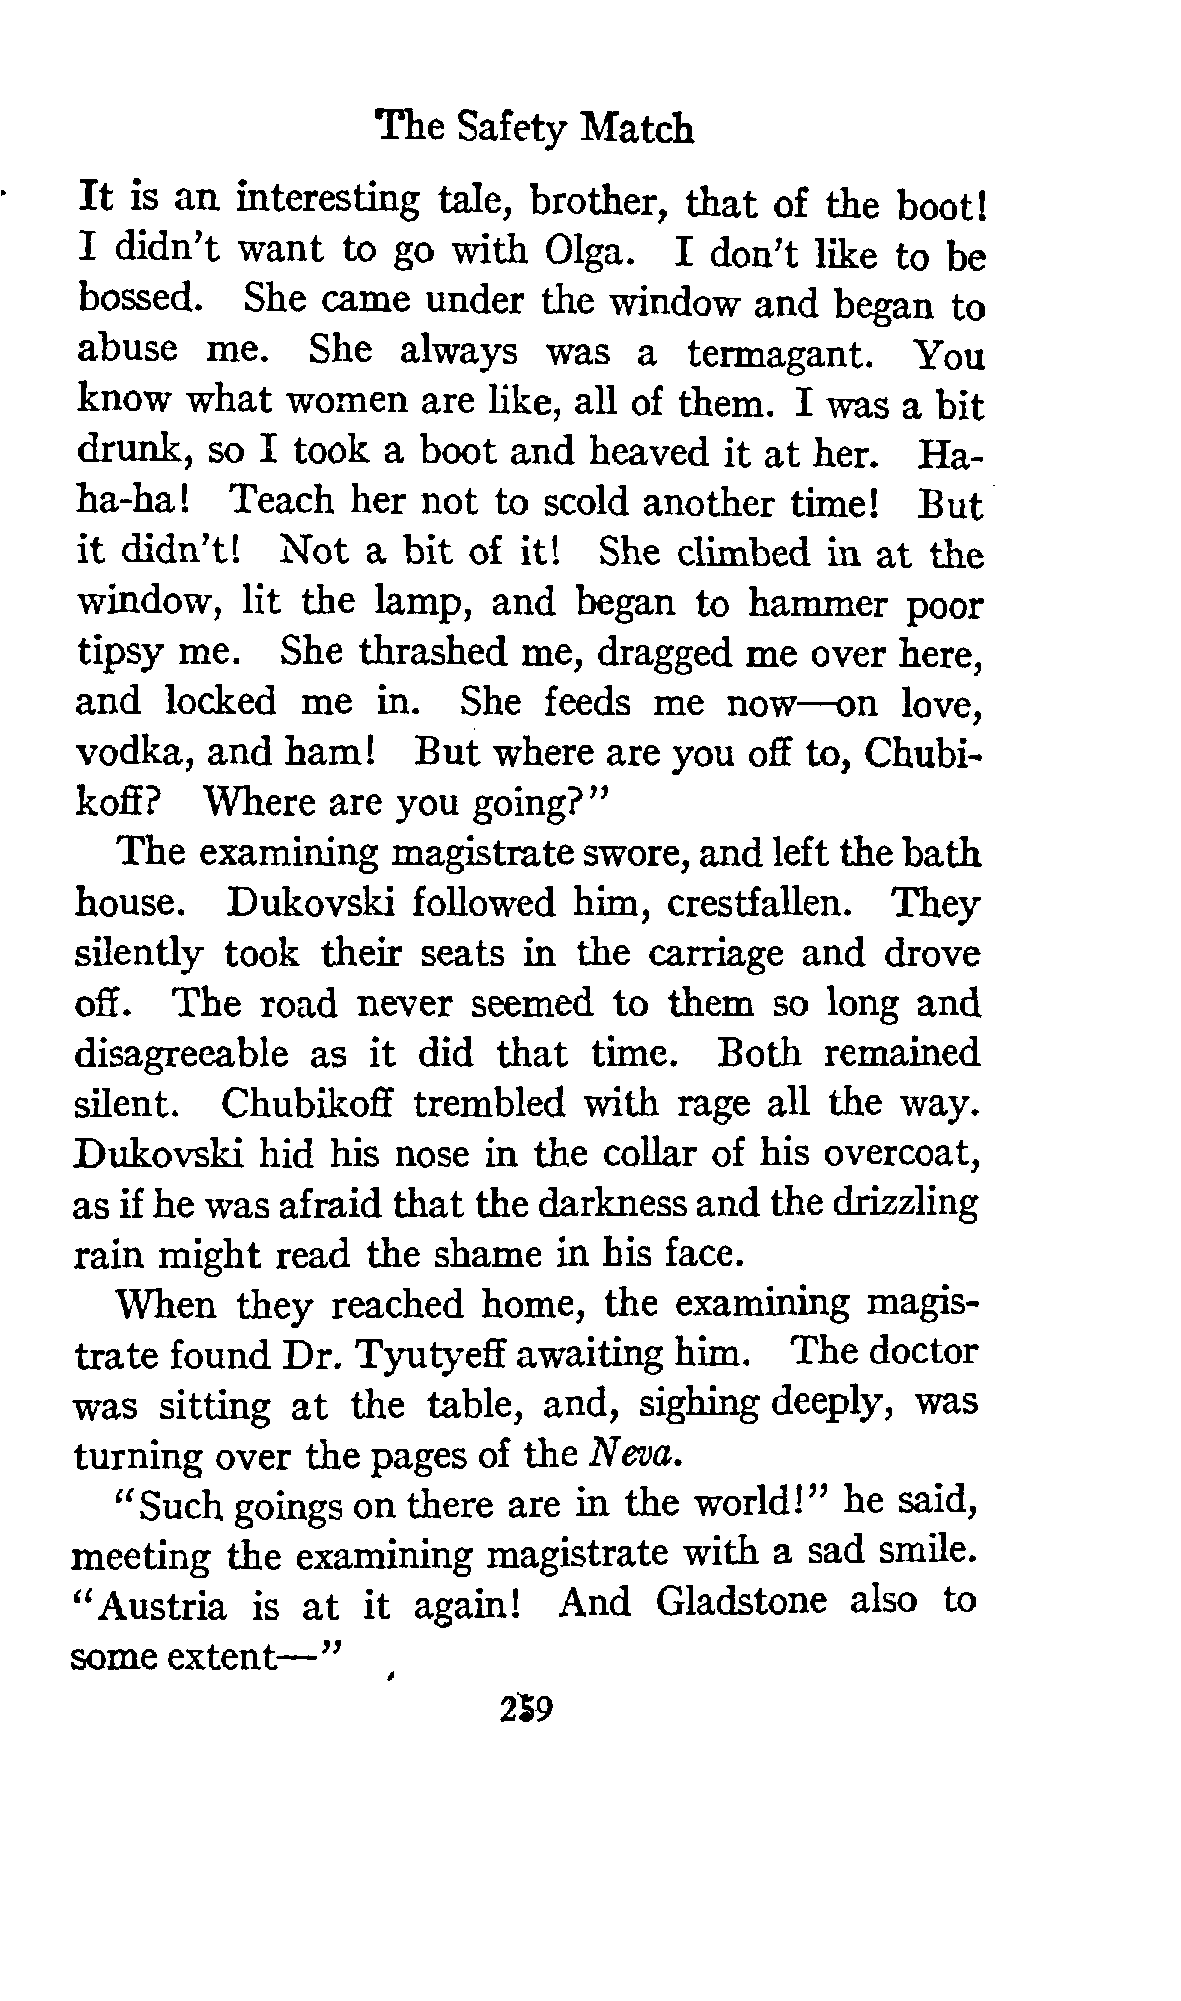 The Safety Match
It is an interesting tale, brother, that of the boot!
I didn't want to go with Olga. I don't like to be
bossed. She came under the window and began to
abuse me. She always was a termagant. You
know what women are like, all of them. I was a bit
drunk, so I took a boot and heaved it at her. Ha-
ha-ha! Teach her not to scold another time! But
it didn't! Not a bit of it! She climbed in at the
window, lit the lamp, and began to hammer poor
tipsy me. She thrashed me, dragged me over here,
and locked me in. She feeds me now—on love,
vodka, and ham! But where are you off to, Chubi-
koff? Where are you going?"
The examining magistrate swore, and left the bath
house. Dukovski followed him, crestfallen. They
silently took their seats in the carriage and drove
off. The road never seemed to them so long and
disagreeable as it did that time. Both remained
silent. Chubikoff trembled with rage all the way.
Dukovski hid his nose in the collar of his overcoat,
as if he was afraid that the darkness and the drizzling
rain might read the shame in his face.
When they reached home, the examining magis-
trate found Dr. Tyutyeff awaiting him. The doctor
was sitting at the table, and, sighing deeply, was
turning over the pages of the Neva.
"Such goings on there are in the world!" he said,
meeting the examining magistrate with a sad smile.
"Austria is at it again! And Gladstone also to
some extent—"
259